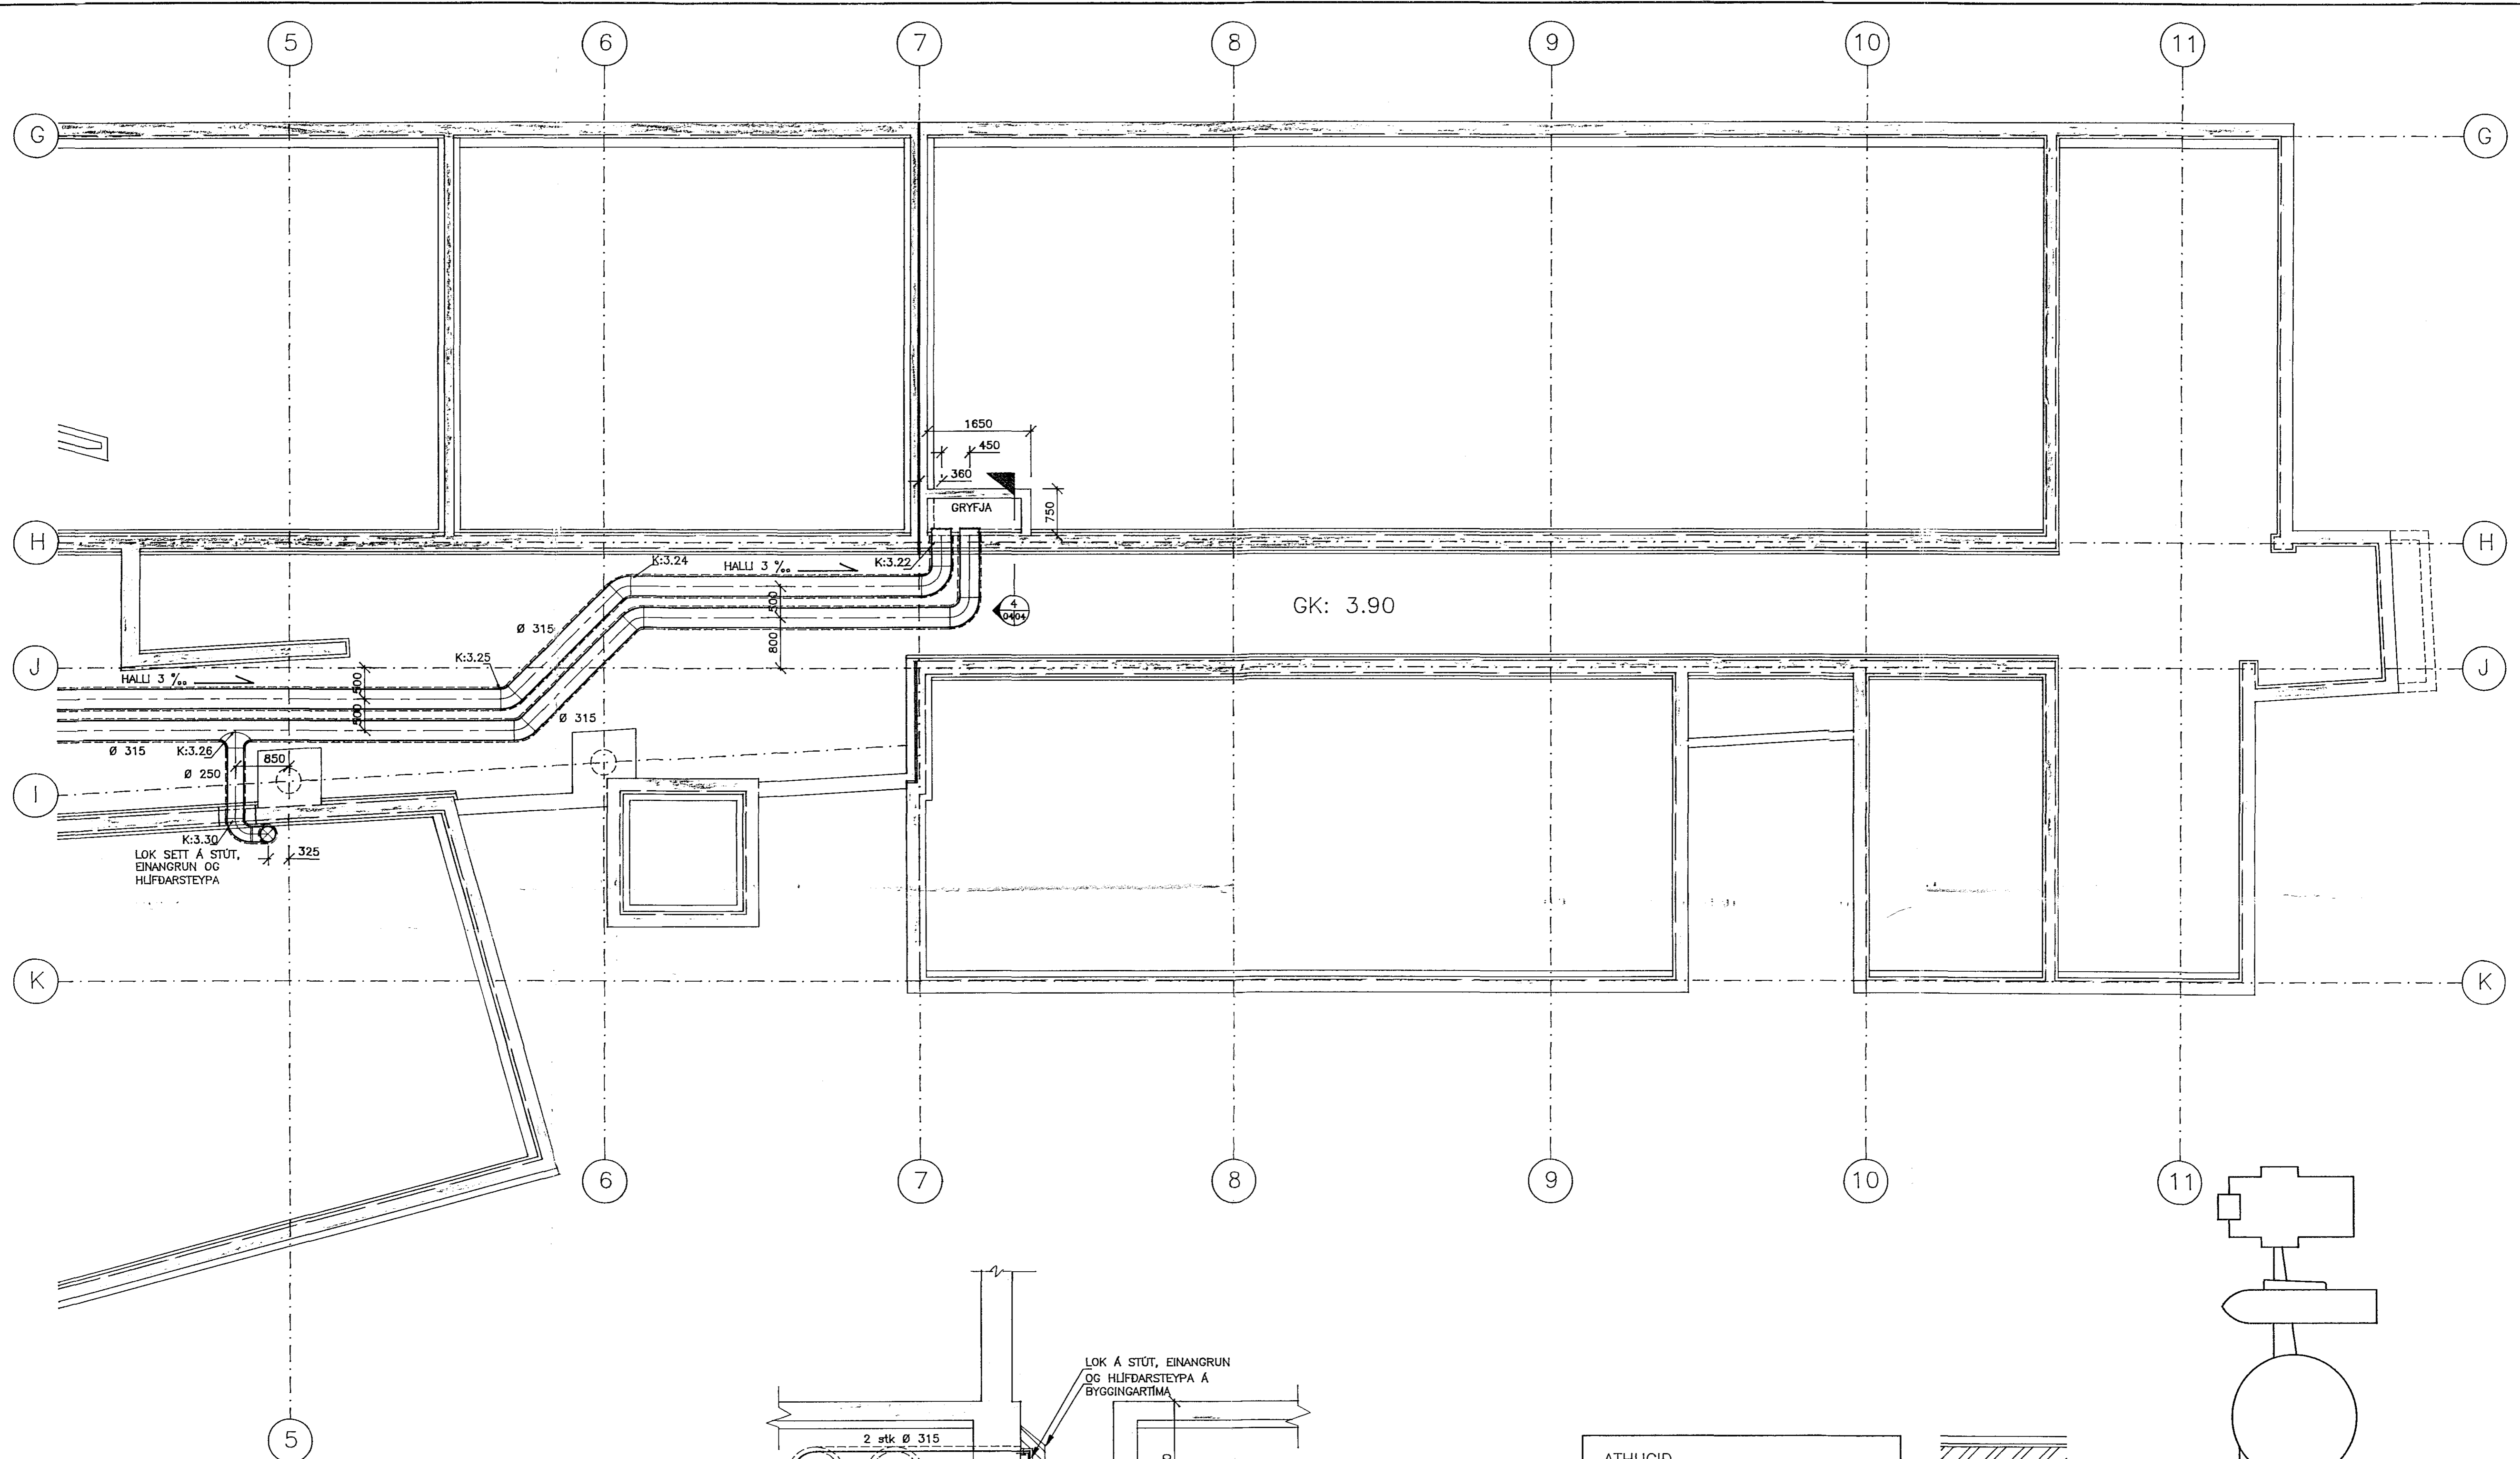 5 6 7 8 9 10 11
G G
1650
450
360
750
GRYFJA
H H
K:3.24 HALLI 3 ‰ K:3.22
500
4
0404
GK: 3.90
Ø 315
800
K:3.25
J J
HALLI 3 ‰
500
500
Ø 315
Ø 315 K:3.26
850
Ø 250
I
K:3.30
325
LOK SETT Á STÚT,
EINANGRUN OG
HLÍFÐARSTEYPA
K K
6 7 8 9 10 11
LOK Á STÚT, EINANGRUN
OG HLÍFÐARSTEYPA Á
BYGGINGARTÍMA
5
2 stk Ø 315